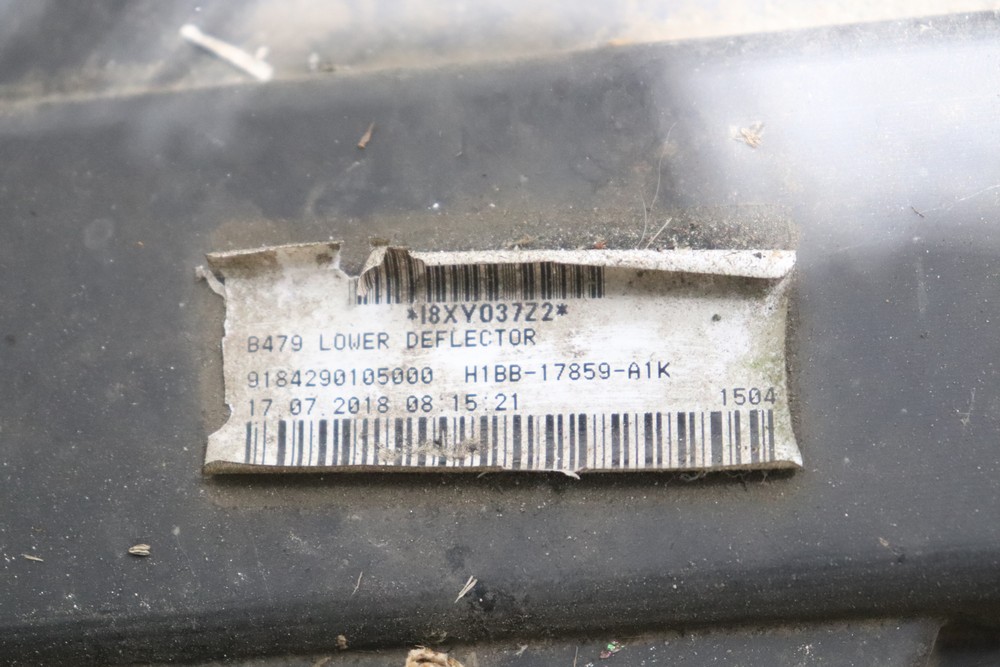 *I8XY037Z2*
B479 LOWER DEFLECTOR
9184290105000 H1BB-17859-A1K
17.07.2018 08:15:21 1504